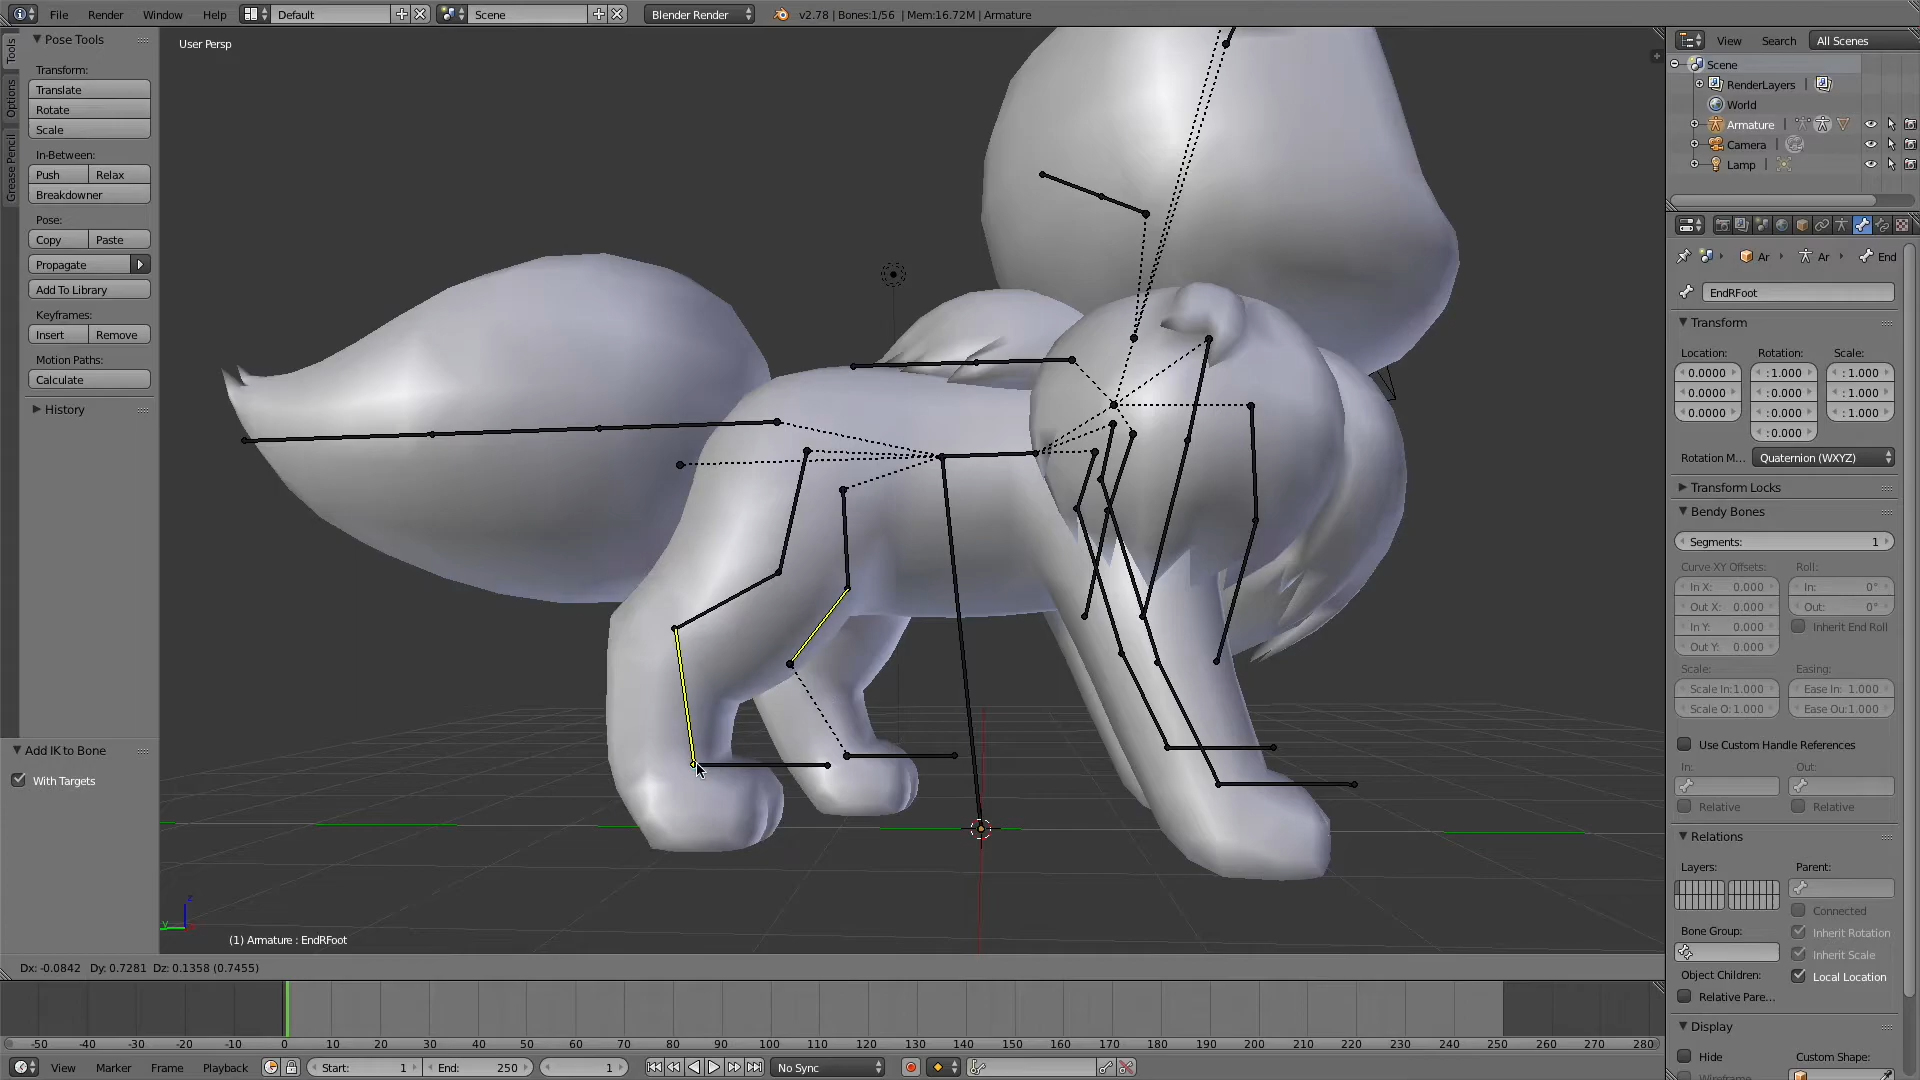 File Render Window Help Default Scene Blender Render v2.78 | Bones:1/56 | Mem:16.72M | Armature
Tools
Options
Grease Pencil
Pose Tools
Transform:
Translate
Rotate
Scale
In-Between:
Push Relax
Breakdowner
Pose:
Copy Paste
Propagate
Add To Library
Keyframes:
Insert Remove
Motion Paths:
Calculate
History
Add IK to Bone
With Targets
User Persp
z
y
(1) Armature : EndRFoot
Dx: -0.0842 Dy: 0.7281 Dz: 0.1358 (0.7455)
View Search All Scenes
Scene
RenderLayers |
World
Armature |
Camera |
Lamp |
Ar Ar End
EndRFoot
Transform
Location: Rotation: Scale:
0.0000 :1.000 :1.000
0.0000 :0.000 :1.000
0.0000 :0.000 :1.000
:0.000
Rotation M... Quaternion (WXYZ)
Transform Locks
Bendy Bones
Segments: 1
Curve XY Offsets: Roll:
In X: 0.000 In: 0°
Out X: 0.000 Out: 0°
In Y: 0.000 Inherit End Roll
Out Y: 0.000
Scale: Easing:
Scale In:1.000 Ease In: 1.000
Scale O:1.000 Ease Ou:1.000
Use Custom Handle References
In: Out:
Relative Relative
Relations
Layers: Parent:
Connected
Bone Group: Inherit Rotation
Inherit Scale
Object Children: Local Location
Relative Pare...
Display
Hide Custom Shape:
Wireframe
-50 -40 -30 -20 -10 0 10 20 30 40 50 60 70 80 90 100 110 120 130 140 150 160 170 180 190 200 210 220 230 240 250 260 270 280
View Marker Frame Playback Start: 1 End: 250 1 No Sync